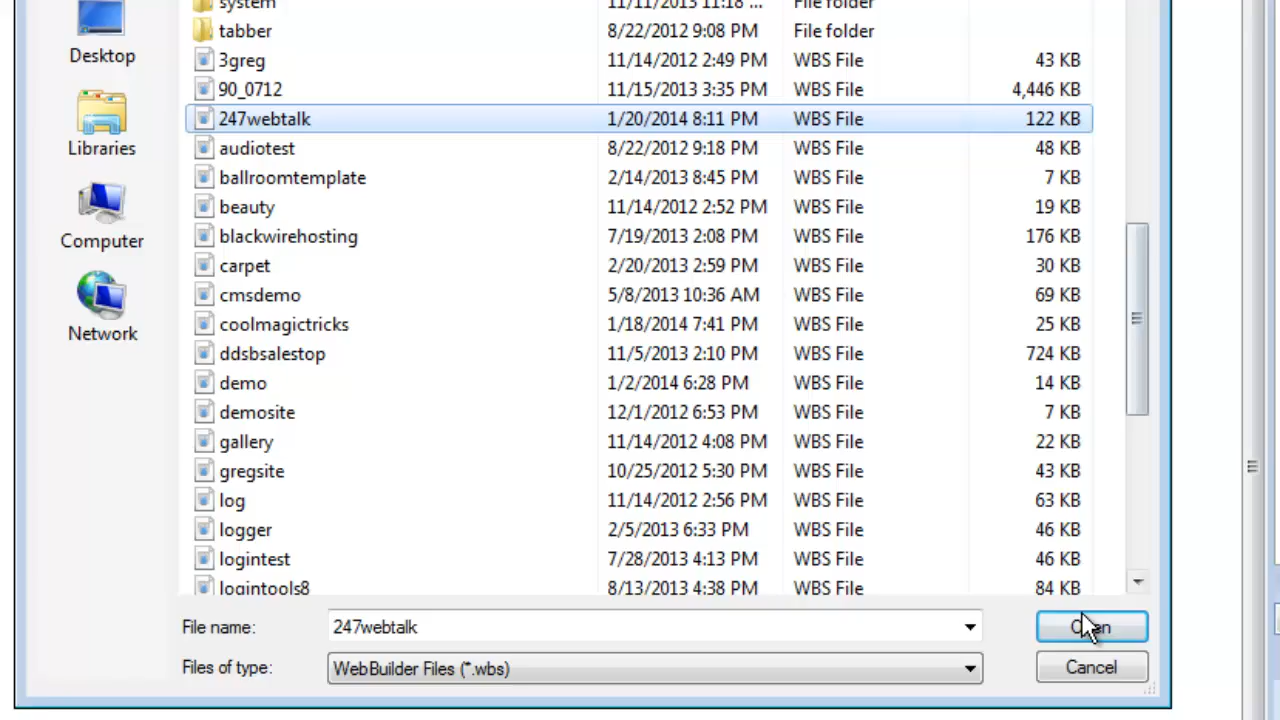 system 11/11/2013 11:18 ... File folder
Desktop
tabber 8/22/2012 9:08 PM File folder
3greg 11/14/2012 2:49 PM WBS File 43 KB
90_0712 11/15/2013 3:35 PM WBS File 4,446 KB
247webtalk 1/20/2014 8:11 PM WBS File 122 KB
Libraries
audiotest 8/22/2012 9:18 PM WBS File 48 KB
ballroomtemplate 2/14/2013 8:45 PM WBS File 7 KB
beauty 11/14/2012 2:52 PM WBS File 19 KB
Computer
blackwirehosting 7/19/2013 2:08 PM WBS File 176 KB
carpet 2/20/2013 2:59 PM WBS File 30 KB
cmsdemo 5/8/2013 10:36 AM WBS File 69 KB
Network
coolmagictricks 1/18/2014 7:41 PM WBS File 25 KB
ddsbsalestop 11/5/2013 2:10 PM WBS File 724 KB
demo 1/2/2014 6:28 PM WBS File 14 KB
demosite 12/1/2012 6:53 PM WBS File 7 KB
gallery 11/14/2012 4:08 PM WBS File 22 KB
gregsite 10/25/2012 5:30 PM WBS File 43 KB
log 11/14/2012 2:56 PM WBS File 63 KB
logger 2/5/2013 6:33 PM WBS File 46 KB
logintest 7/28/2013 4:13 PM WBS File 46 KB
logintools8 8/13/2013 4:38 PM WBS File 84 KB
File name: 247webtalk Open
Files of type: WebBuilder Files (*.wbs) Cancel